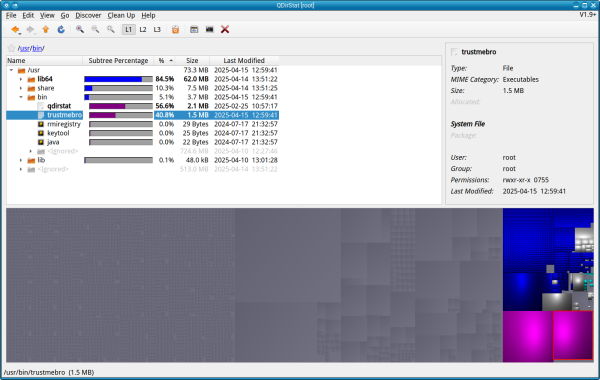 QDirStat [root]
File Edit View Go Discover Clean Up Help V1.9+
L1 L2 L3
/usr/bin/
Name Subtree Percentage % Size Last Modified
/usr 73.3 MB 2025-04-15 12:59:41
lib64 84.5% 62.0 MB 2025-04-14 13:51:22
share 10.3% 7.5 MB 2025-04-14 13:51:25
bin 5.1% 3.7 MB 2025-04-15 12:59:41
qdirstat 56.6% 2.1 MB 2025-02-25 10:57:17
trustmebro 40.8% 1.5 MB 2025-04-15 12:59:41
rmiregistry 0.0% 29 Bytes 2024-07-17 21:32:57
keytool 0.0% 25 Bytes 2024-07-17 21:32:57
java 0.0% 22 Bytes 2024-07-17 21:32:57
<Ignored> 724.6 MB 2025-04-10 12:27:46
lib 0.1% 48.0 kB 2025-04-10 13:01:28
<Ignored> 513.0 MB 2025-04-14 13:51:22
trustmebro
Type: File
MIME Category: Executables
Size: 1.5 MB
Allocated:
System File
Package:
User: root
Group: root
Permissions: rwxr-xr-x 0755
Last Modified: 2025-04-15 12:59:41
/usr/bin/trustmebro (1.5 MB)